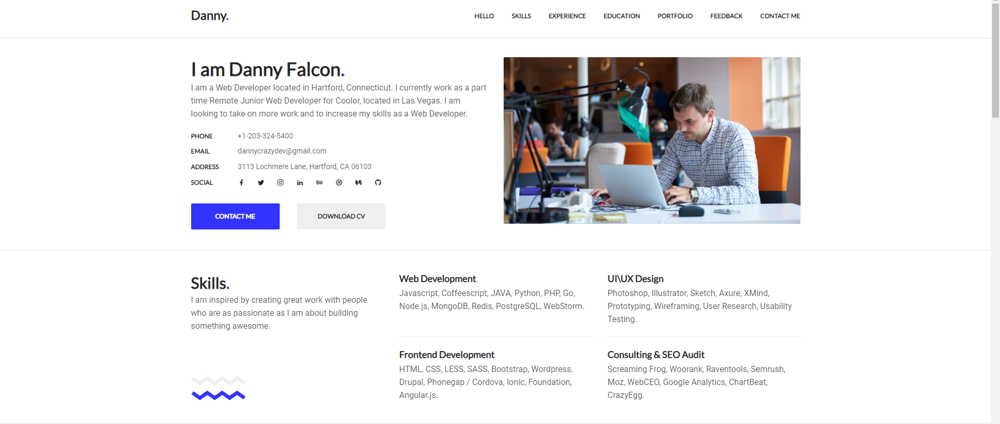 Danny.
HELLO SKILLS EXPERIENCE EDUCATION PORTFOLIO FEEDBACK CONTACT ME
I am Danny Falcon.
I am a Web Developer located in Hartford, Connecticut. I currently work as a part
time Remote Junior Web Developer for Coolor, located in Las Vegas. I am
looking to take on more work and to increase my skills as a Web Developer.
PHONE +1-203-324-5400
EMAIL dannycrazydev@gmail.com
ADDRESS 3113 Lochmere Lane, Hartford, CA 06103
SOCIAL
CONTACT ME DOWNLOAD CV
Skills.
I am inspired by creating great work with people
who are as passionate as I am about building
something awesome.
Web Development
Javascript, Coffeescript, JAVA, Python, PHP, Go,
Node.js, MongoDB, Redis, PostgreSQL, WebStorm.
UI\UX Design
Photoshop, Illustrator, Sketch, Axure, XMind,
Prototyping, Wireframing, User Research, Usability
Testing.
Frontend Development
HTML, CSS, LESS, SASS, Bootstrap, Wordpress,
Drupal, Phonegap / Cordova, Ionic, Foundation,
Angular.js.
Consulting & SEO Audit
Screaming Frog, Woorank, Raventools, Semrush,
Moz, WebCEO, Google Analytics, ChartBeat,
CrazyEgg.